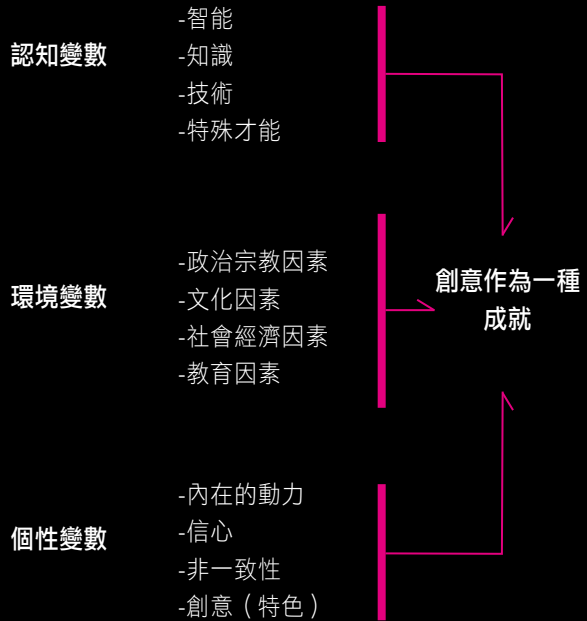 認知變數
-智能
-知識
-技術
-特殊才能
環境變數
-政治宗教因素
-文化因素
-社會經濟因素
-教育因素
個性變數
-內在的動力
-信心
-非一致性
-創意（特色）
創意作為一種
成就